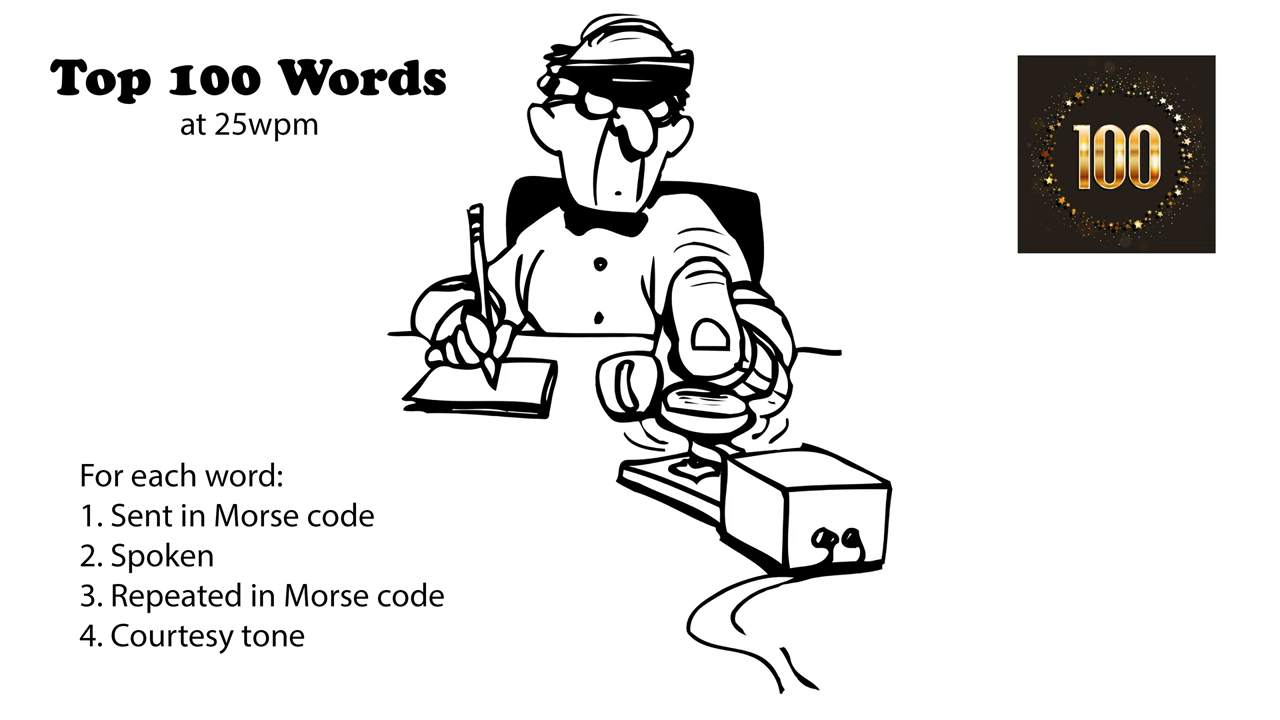 Top 100 Words
at 25wpm
100
For each word:
1. Sent in Morse code
2. Spoken
3. Repeated in Morse code
4. Courtesy tone